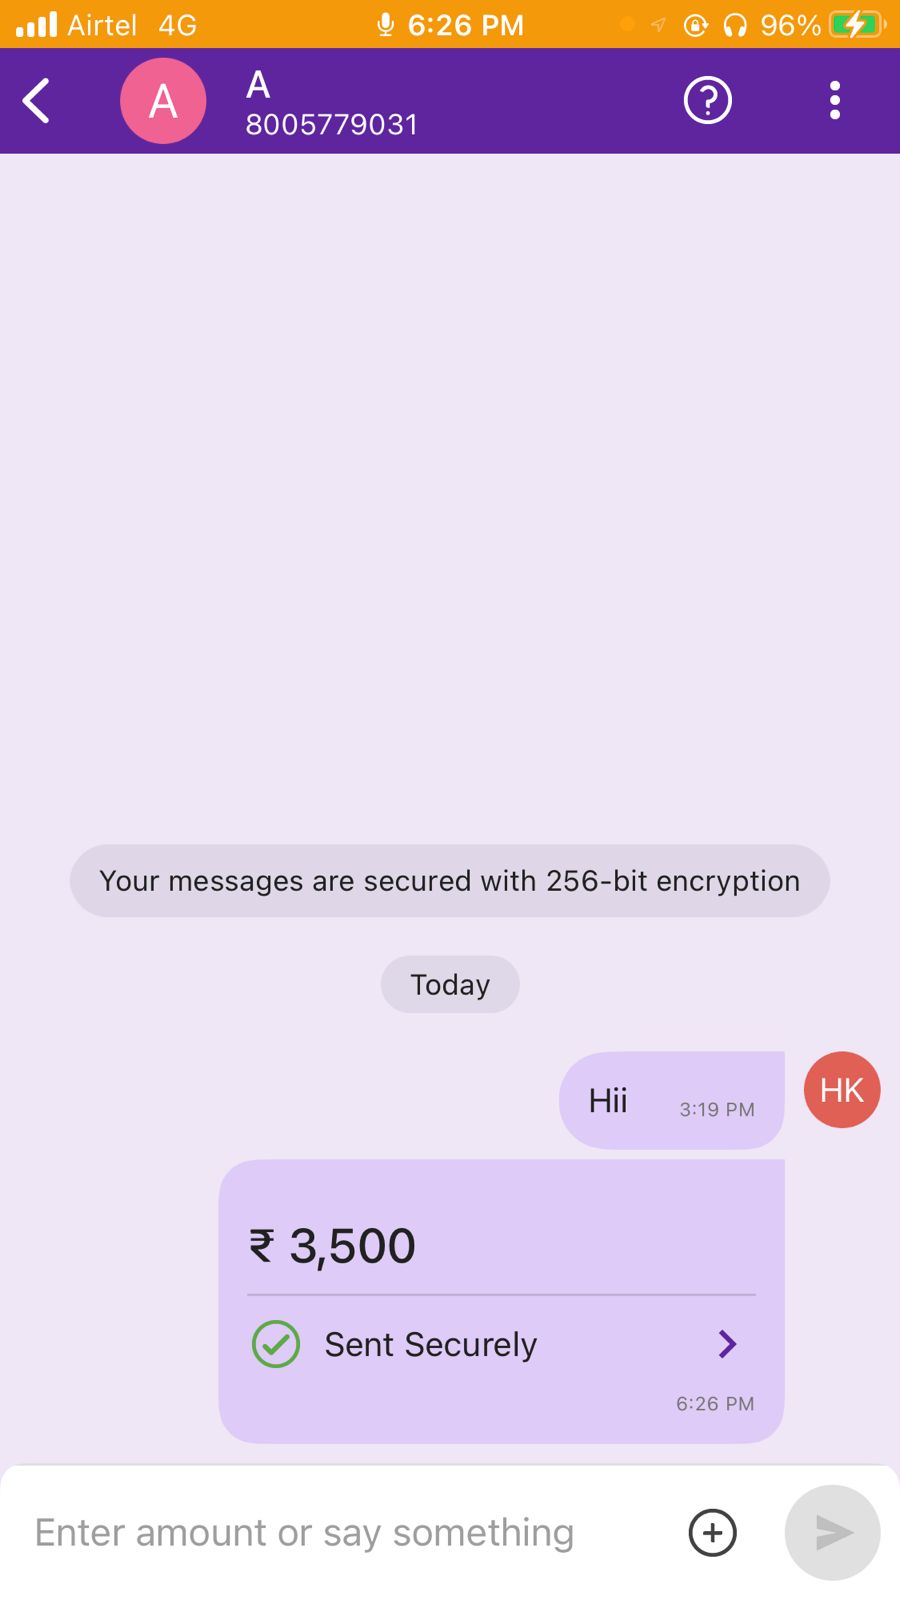 Airtel 4G 6:26 PM 96%
A
A
8005779031
Your messages are secured with 256-bit encryption
Today
Hii 3:19 PM
HK
₹ 3,500
Sent Securely
6:26 PM
Enter amount or say something